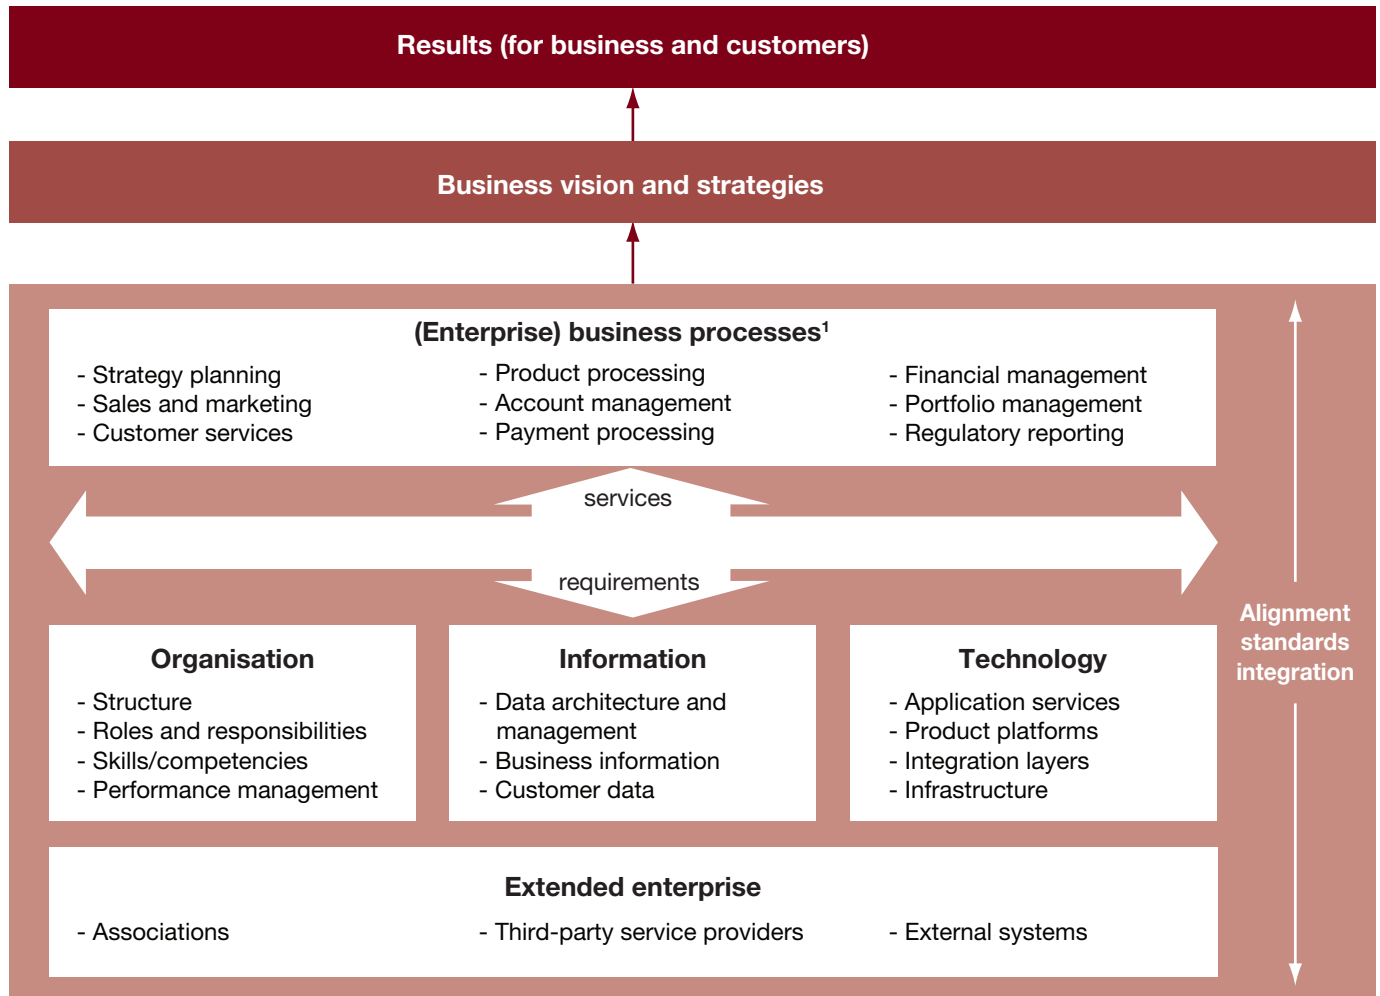 Results (for business and customers)
Business vision and strategies
(Enterprise) business processes¹
- Strategy planning
- Sales and marketing
- Customer services
- Product processing
- Account management
- Payment processing
- Financial management
- Portfolio management
- Regulatory reporting
services
requirements
Organisation
- Structure
- Roles and responsibilities
- Skills/competencies
- Performance management
Information
- Data architecture and
management
- Business information
- Customer data
Technology
- Application services
- Product platforms
- Integration layers
- Infrastructure
Extended enterprise
- Associations
- Third-party service providers
- External systems
Alignment
standards
integration